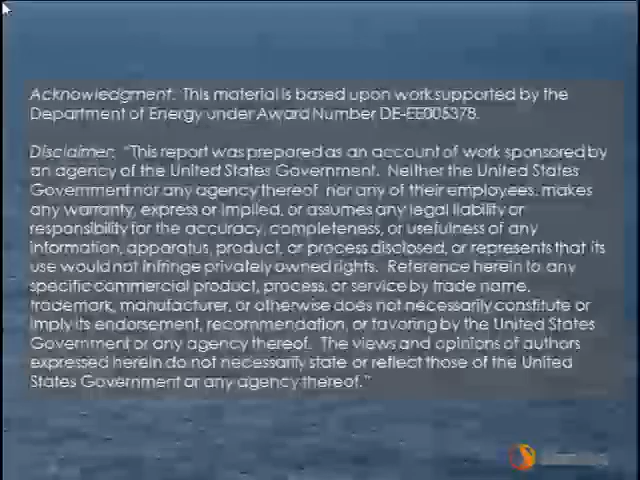 Acknowledgment: This material is based upon work supported by the
Department of Energy under Award Number DE-EE005378.
Disclaimer: “This report was prepared as an account of work sponsored by
an agency of the United States Government. Neither the United States
Government nor any agency thereof, nor any of their employees, makes
any warranty, express or implied, or assumes any legal liability or
responsibility for the accuracy, completeness, or usefulness of any
information, apparatus, product, or process disclosed, or represents that its
use would not infringe privately owned rights. Reference herein to any
specific commercial product, process, or service by trade name,
trademark, manufacturer, or otherwise does not necessarily constitute or
imply its endorsement, recommendation, or favoring by the United States
Government or any agency thereof. The views and opinions of authors
expressed herein do not necessarily state or reflect those of the United
States Government or any agency thereof.”